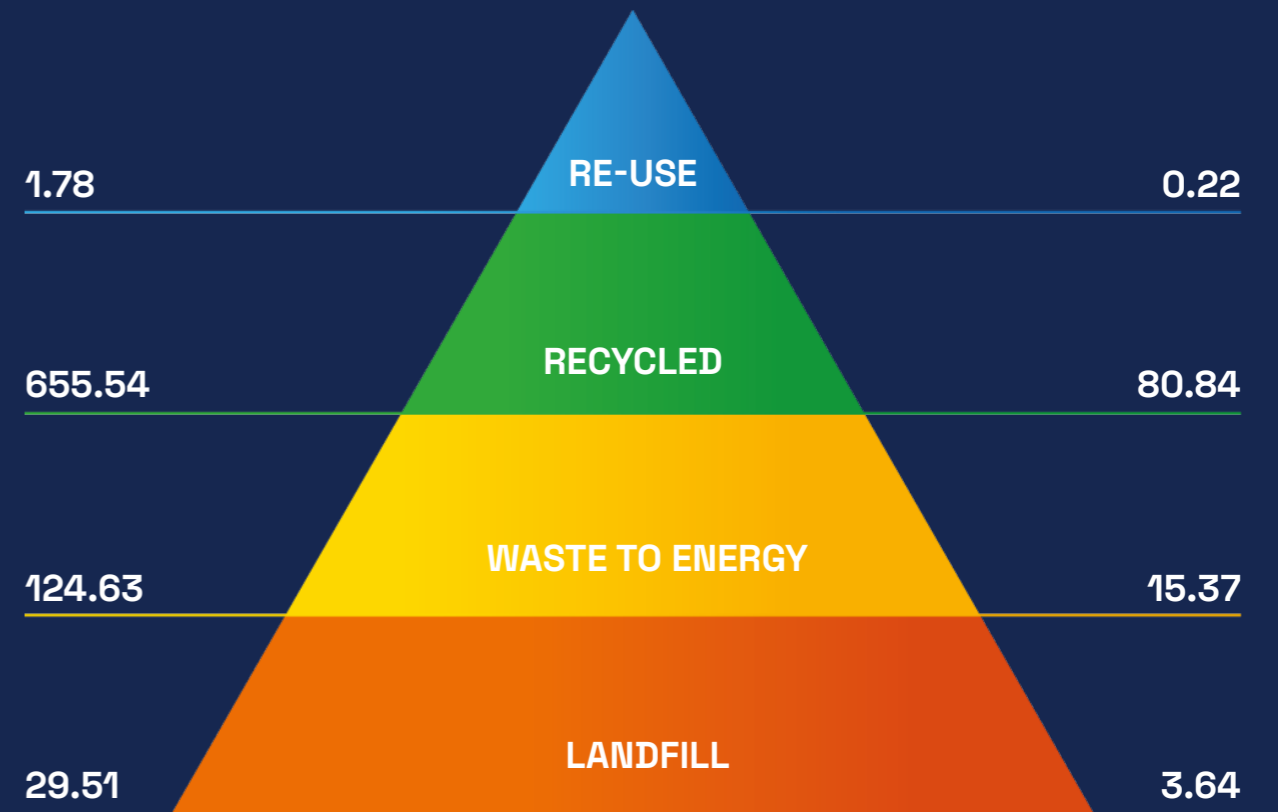 RE-USE
1.78 0.22
RECYCLED
655.54 80.84
WASTE TO ENERGY
124.63 15.37
LANDFILL
29.51 3.64